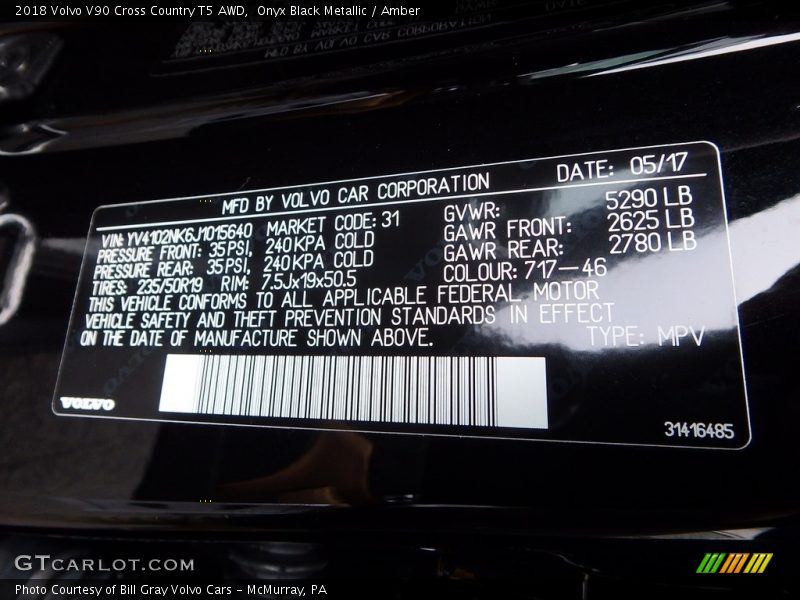 2018 Volvo V90 Cross Country T5 AWD, Onyx Black Metallic / Amber
MFD BY VOLVO CAR CORPORATION
DATE: 05/17
VIN: YV4102NK6J1015640 MARKET CODE: 31
PRESSURE FRONT: 35PSI, 240KPA COLD
PRESSURE REAR: 35PSI, 240KPA COLD
TIRES: 235/50R19 RIM: 7.5Jx19x50.5
GVWR: 5290 LB
GAWR FRONT: 2625 LB
GAWR REAR: 2780 LB
COLOUR: 717-46
THIS VEHICLE CONFORMS TO ALL APPLICABLE FEDERAL MOTOR
VEHICLE SAFETY AND THEFT PREVENTION STANDARDS IN EFFECT
ON THE DATE OF MANUFACTURE SHOWN ABOVE.
TYPE: MPV
VOLVO
31416485
GTCARLOT.COM
Photo Courtesy of Bill Gray Volvo Cars - McMurray, PA